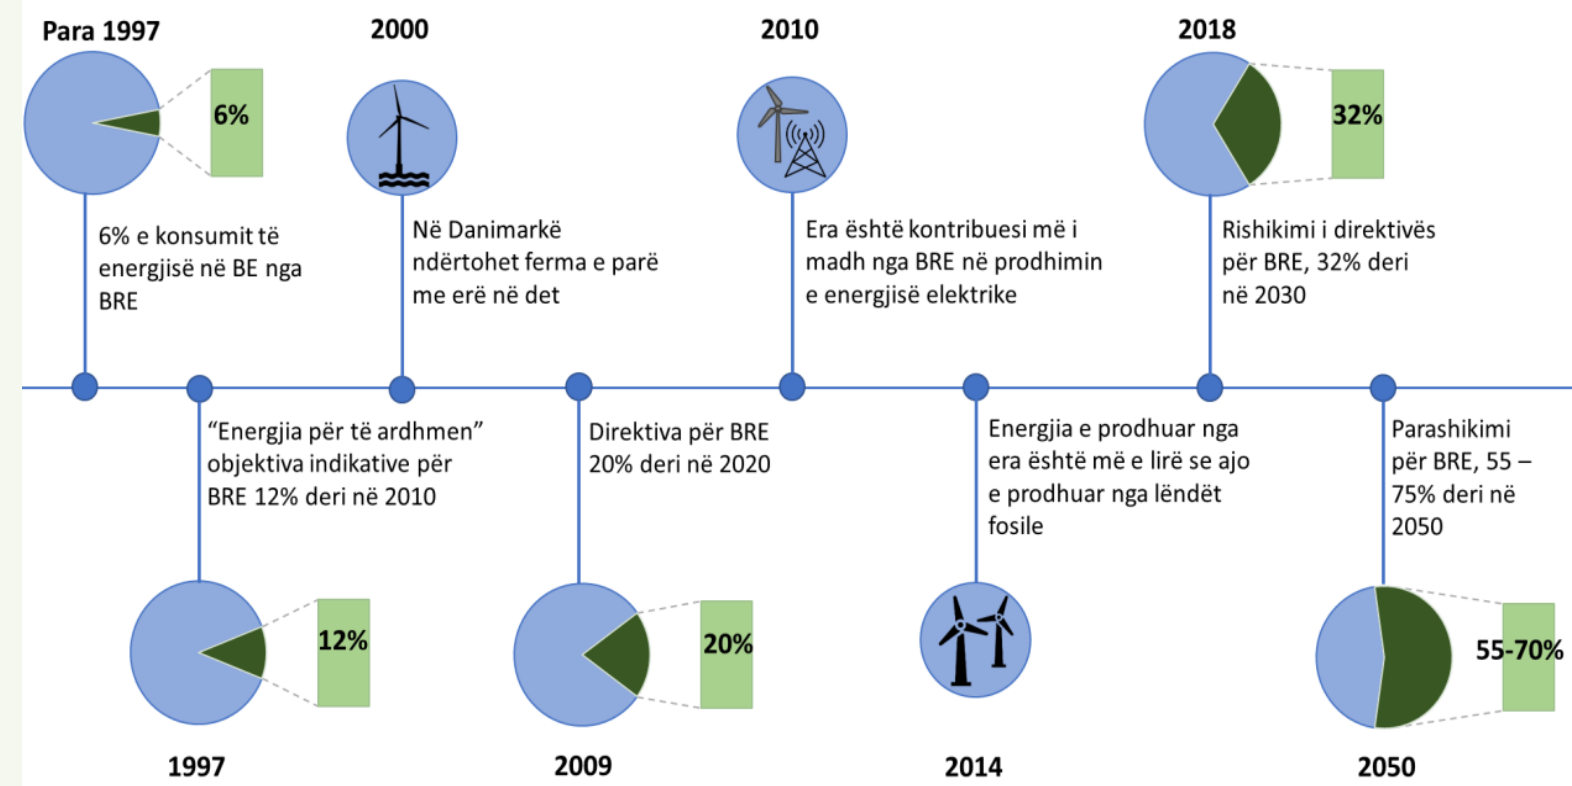 Para 1997
6%
6% e konsumit të
energjisë në BE nga
BRE
2000
Në Danimarkë
ndërtohet ferma e parë
me erë në det
2010
Era është kontribuesi më i
madh nga BRE në prodhimin
e energjisë elektrike
2018
32%
Rishikimi i direktivës
për BRE, 32% deri
në 2030
“Energjia për të ardhmen”
objektiva indikative për
BRE 12% deri në 2010
12%
1997
Direktiva për BRE
20% deri në 2020
20%
2009
Energjia e prodhuar nga
era është më e lirë se ajo
e prodhuar nga lëndët
fosile
2014
Parashikimi
për BRE, 55 –
75% deri në
2050
55-70%
2050